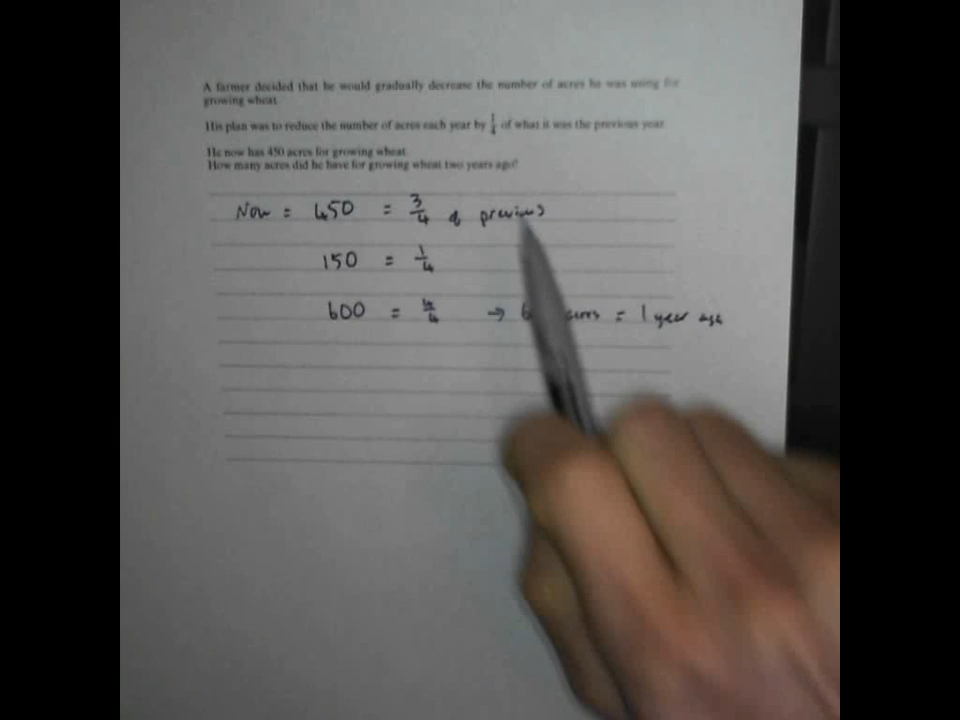 A farmer decided that he would gradually decrease the number of acres he was using for
growing wheat.
His plan was to reduce the number of acres each year by 1/4 of what it was the previous year.
He now has 450 acres for growing wheat.
How many acres did he have for growing wheat two years ago?
Now = 450 = 3/4 of previous
150 = 1/4
600 = 4/4 → = 1 year ago